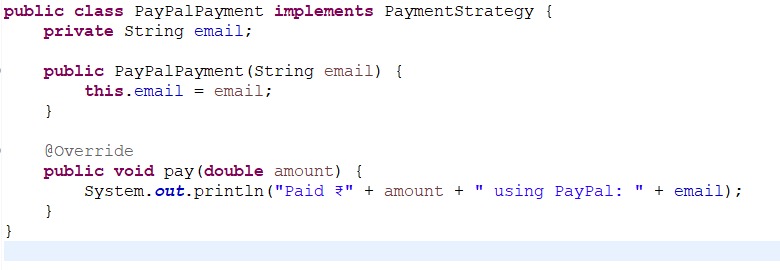 public class PayPalPayment implements PaymentStrategy {
    private String email;

    public PayPalPayment(String email) {
        this.email = email;
    }

    @Override
    public void pay(double amount) {
        System.out.println("Paid ₹" + amount + " using PayPal: " + email);
    }
}